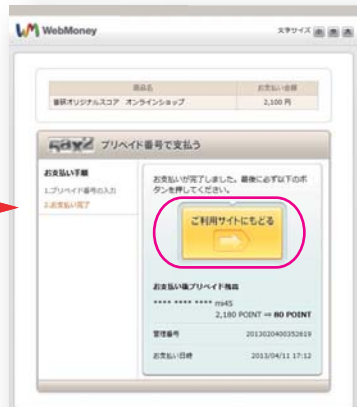 WebMoney
文字サイズ 小 中 大
商品名 お支払い金額
音研オリジナルスコア オンラインショップ 2,100 円
プリペイド番号で支払う
お支払い手順
1.プリペイド番号の入力
2.お支払い完了
お支払いが完了しました。最後に必ず以下のボ
タンを押してください。
ご利用サイトにもどる
お支払い後プリペイド残高
**** **** **** mi45
2,180 POINT ⇒ 80 POINT
管理番号 2013020400352619
お支払い日時 2013/04/11 17:12